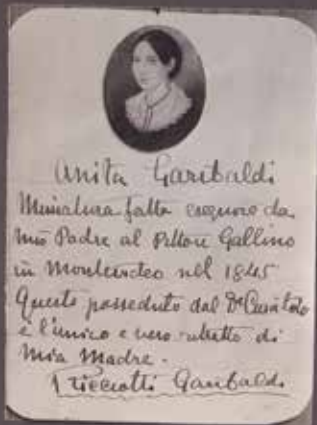 Anita Garibaldi
Miniatura fatta eseguire da
mio Padre al Pittore Gallino
in Montevideo nel 1845
Questo posseduto dal Dr
è l'unico e vero ritratto di
mia Madre.
Ricciotti Garibaldi